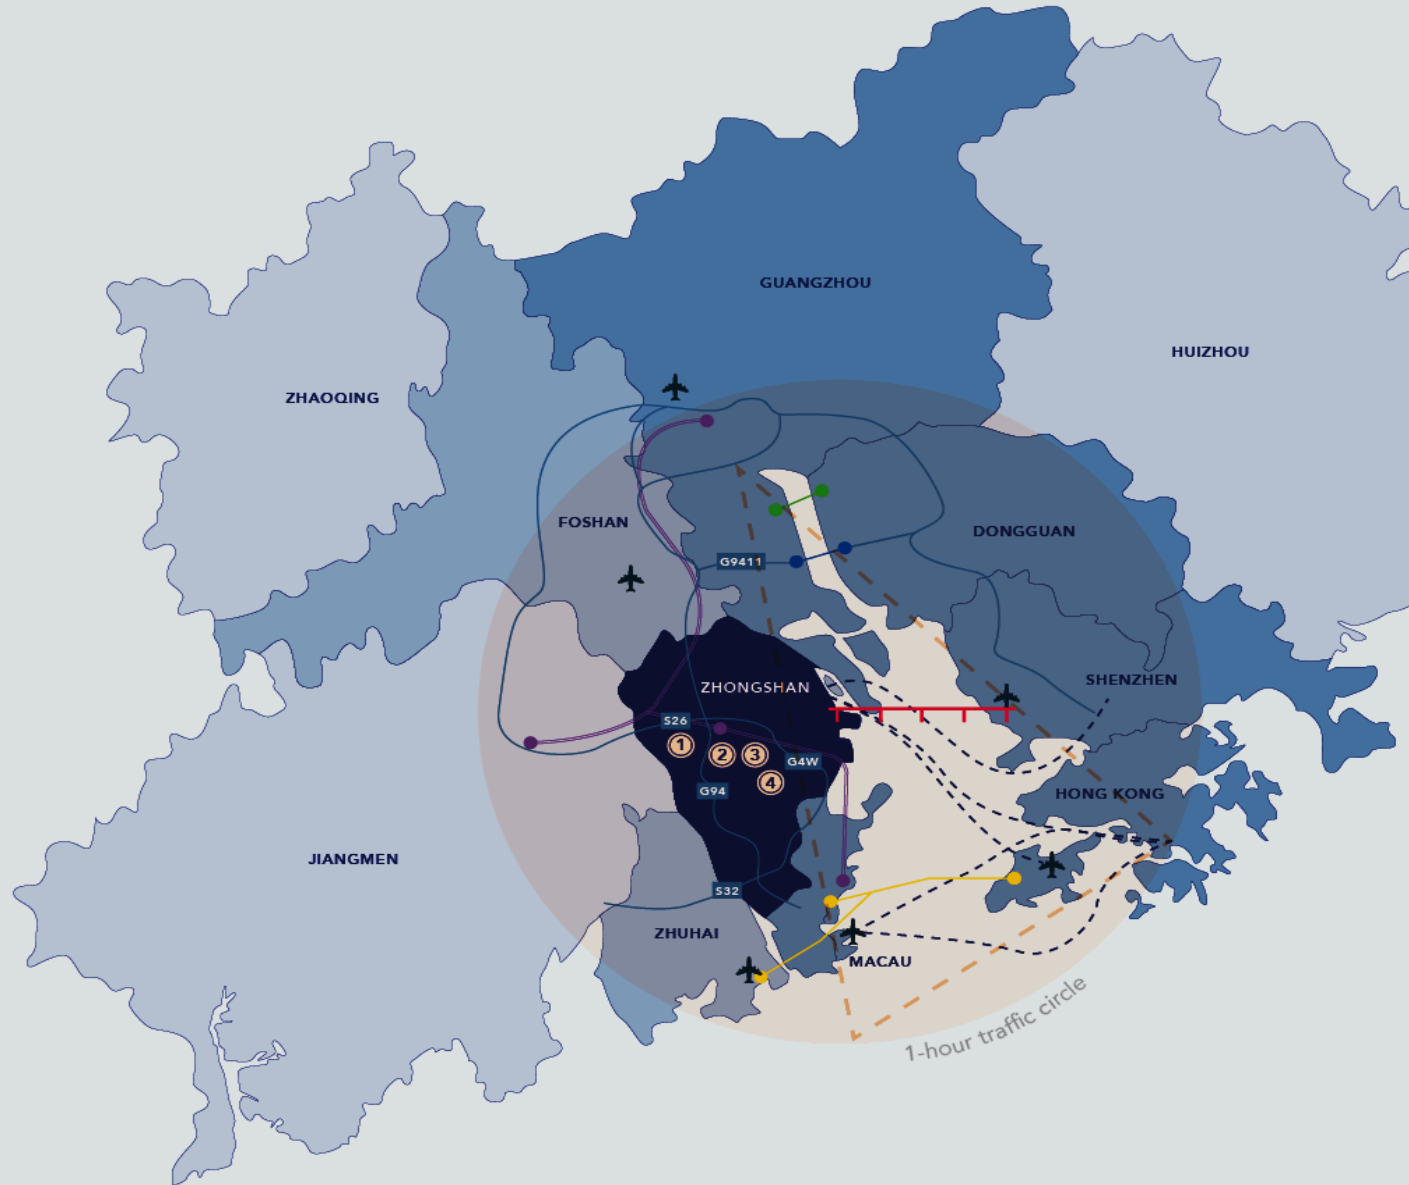 GUANGZHOU
HUIZHOU
ZHAOQING
FOSHAN
DONGGUAN
G9411
SHENZHEN
ZHONGSHAN
S26
1
2
3
G4W
4
G94
HONG KONG
JIANGMEN
S32
ZHUHAI
MACAU
1-hour traffic circle